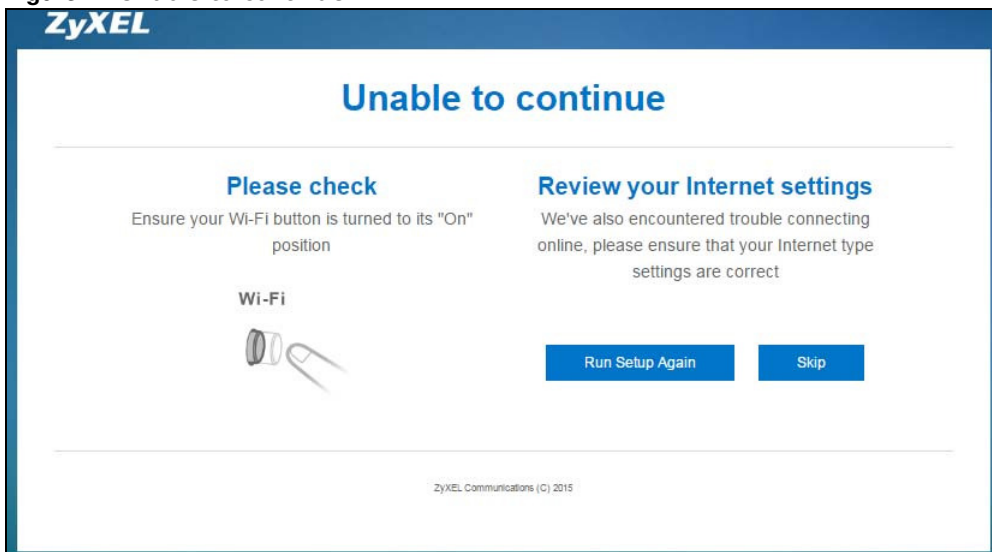 ZyXEL
Unable to continue
Please check
Ensure your Wi-Fi button is turned to its "On"
position
Wi-Fi
Review your Internet settings
We've also encountered trouble connecting
online, please ensure that your Internet type
settings are correct
Run Setup Again
Skip
ZyXEL Communications (C) 2015